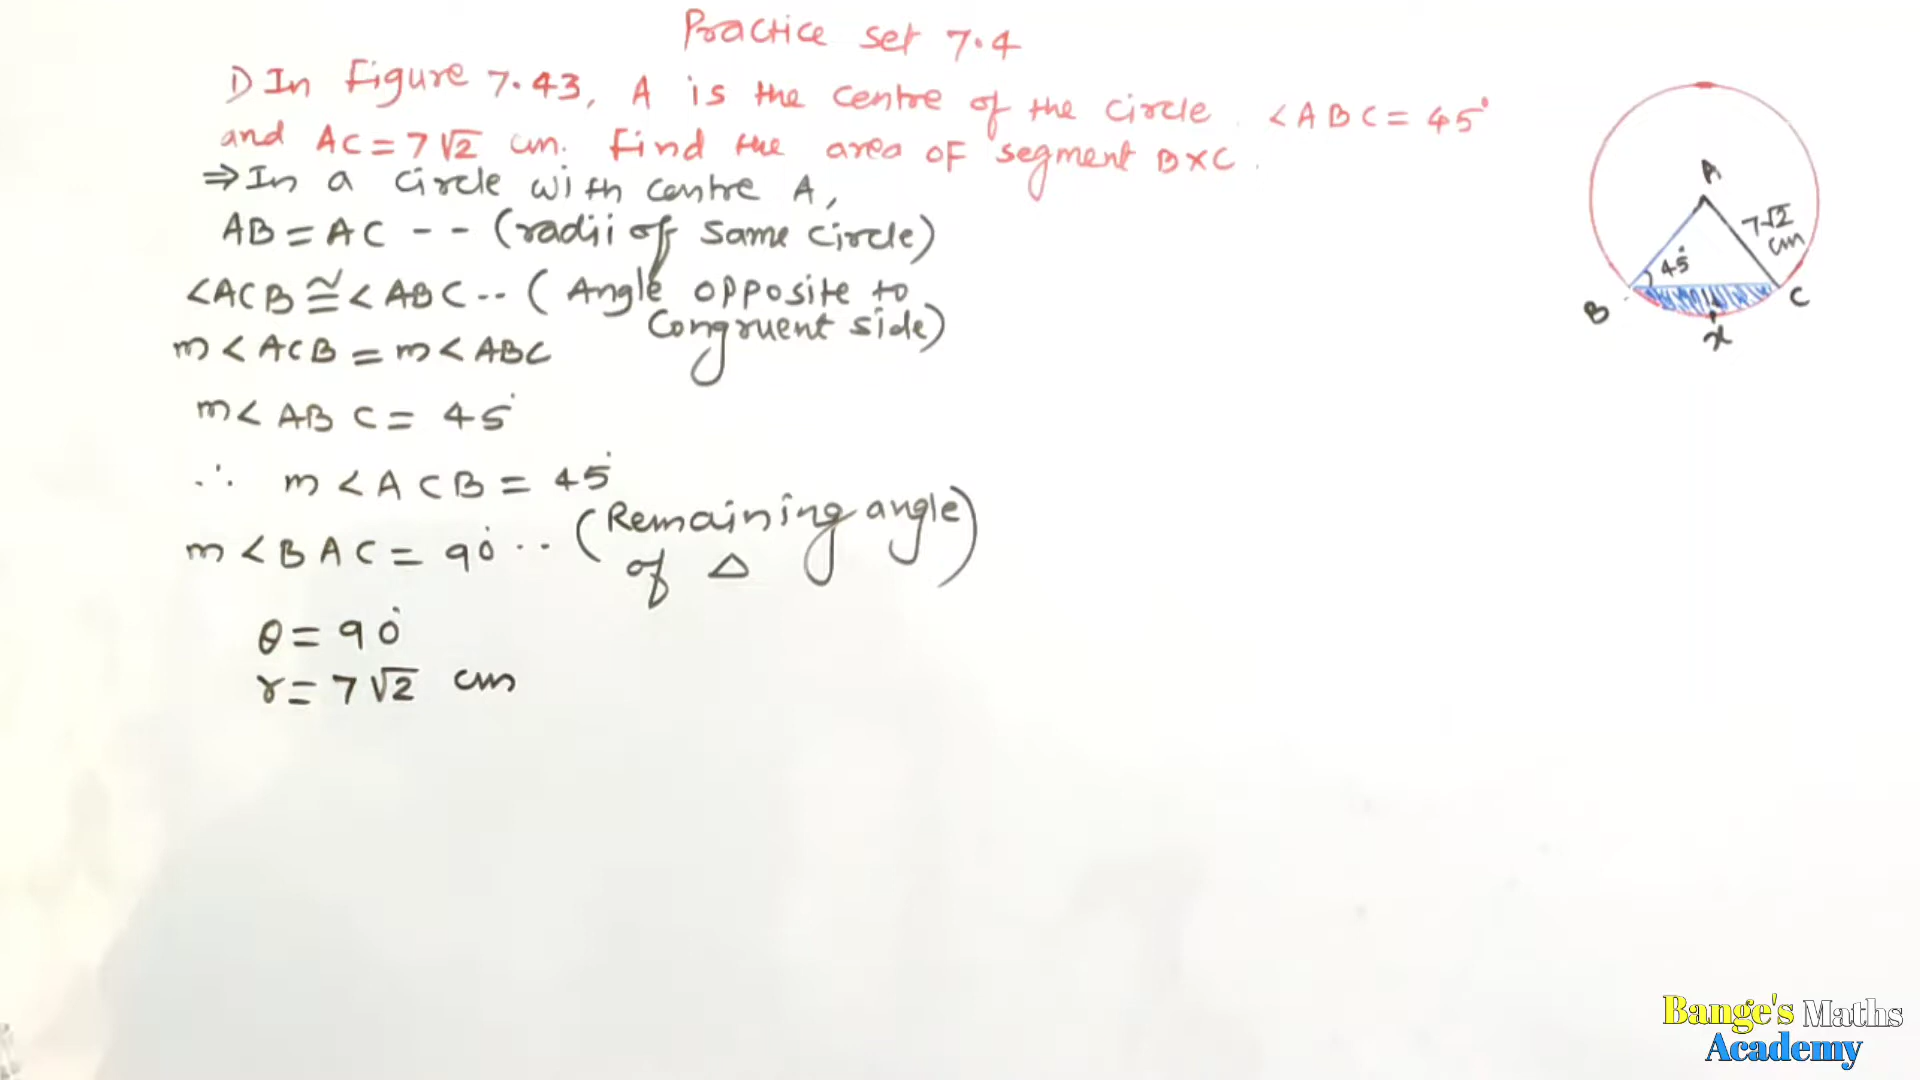 Practice set 7.4
1) In Figure 7.43, A is the centre of the circle. <ABC = 45°
and AC = 7√2 cm. Find the area of segment BXC.
⇒ In a circle with centre A,
AB = AC -- (radii of same circle)
<ACB ≅ <ABC -- (Angle opposite to
congruent side)
m<ACB = m<ABC
m<ABC = 45°
∴ m<ACB = 45°
m<BAC = 90° .. (Remaining angle
of △)
θ = 90°
r = 7√2 cm
A
7√2
cm
45°
B
C
x
Bange's Maths
Academy